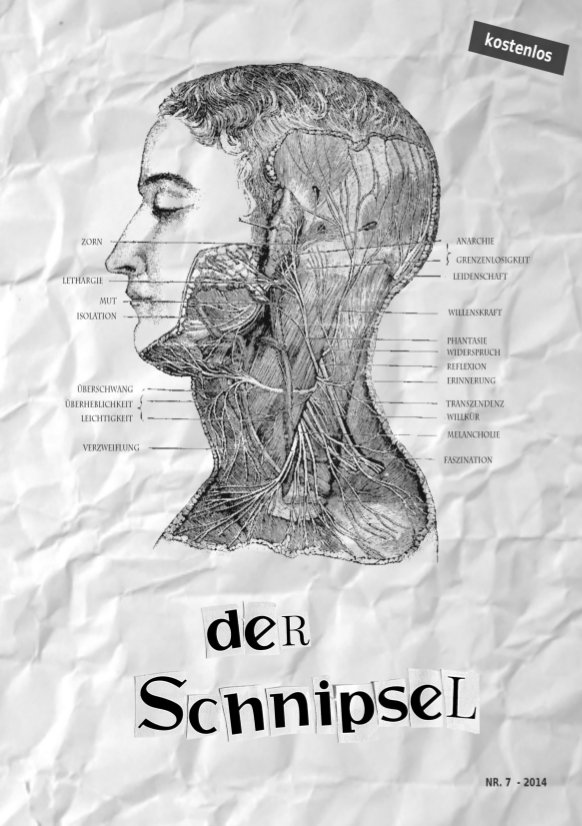 kostenlos
ZORN
LETHARGIE
MUT
ISOLATION
ÜBERSCHWANG
ÜBERHEBLICHKEIT
LEICHTIGKEIT
VERZWEIFLUNG
ANARCHIE
GRENZENLOSIGKEIT
LEIDENSCHAFT
WILLENSKRAFT
PHANTASIE
WIDERSPRUCH
REFLEXION
ERINNERUNG
TRANSZENDENZ
WILLKÜR
MELANCHOLIE
FASZINATION
deR
SchnipseL
NR. 7 - 2014